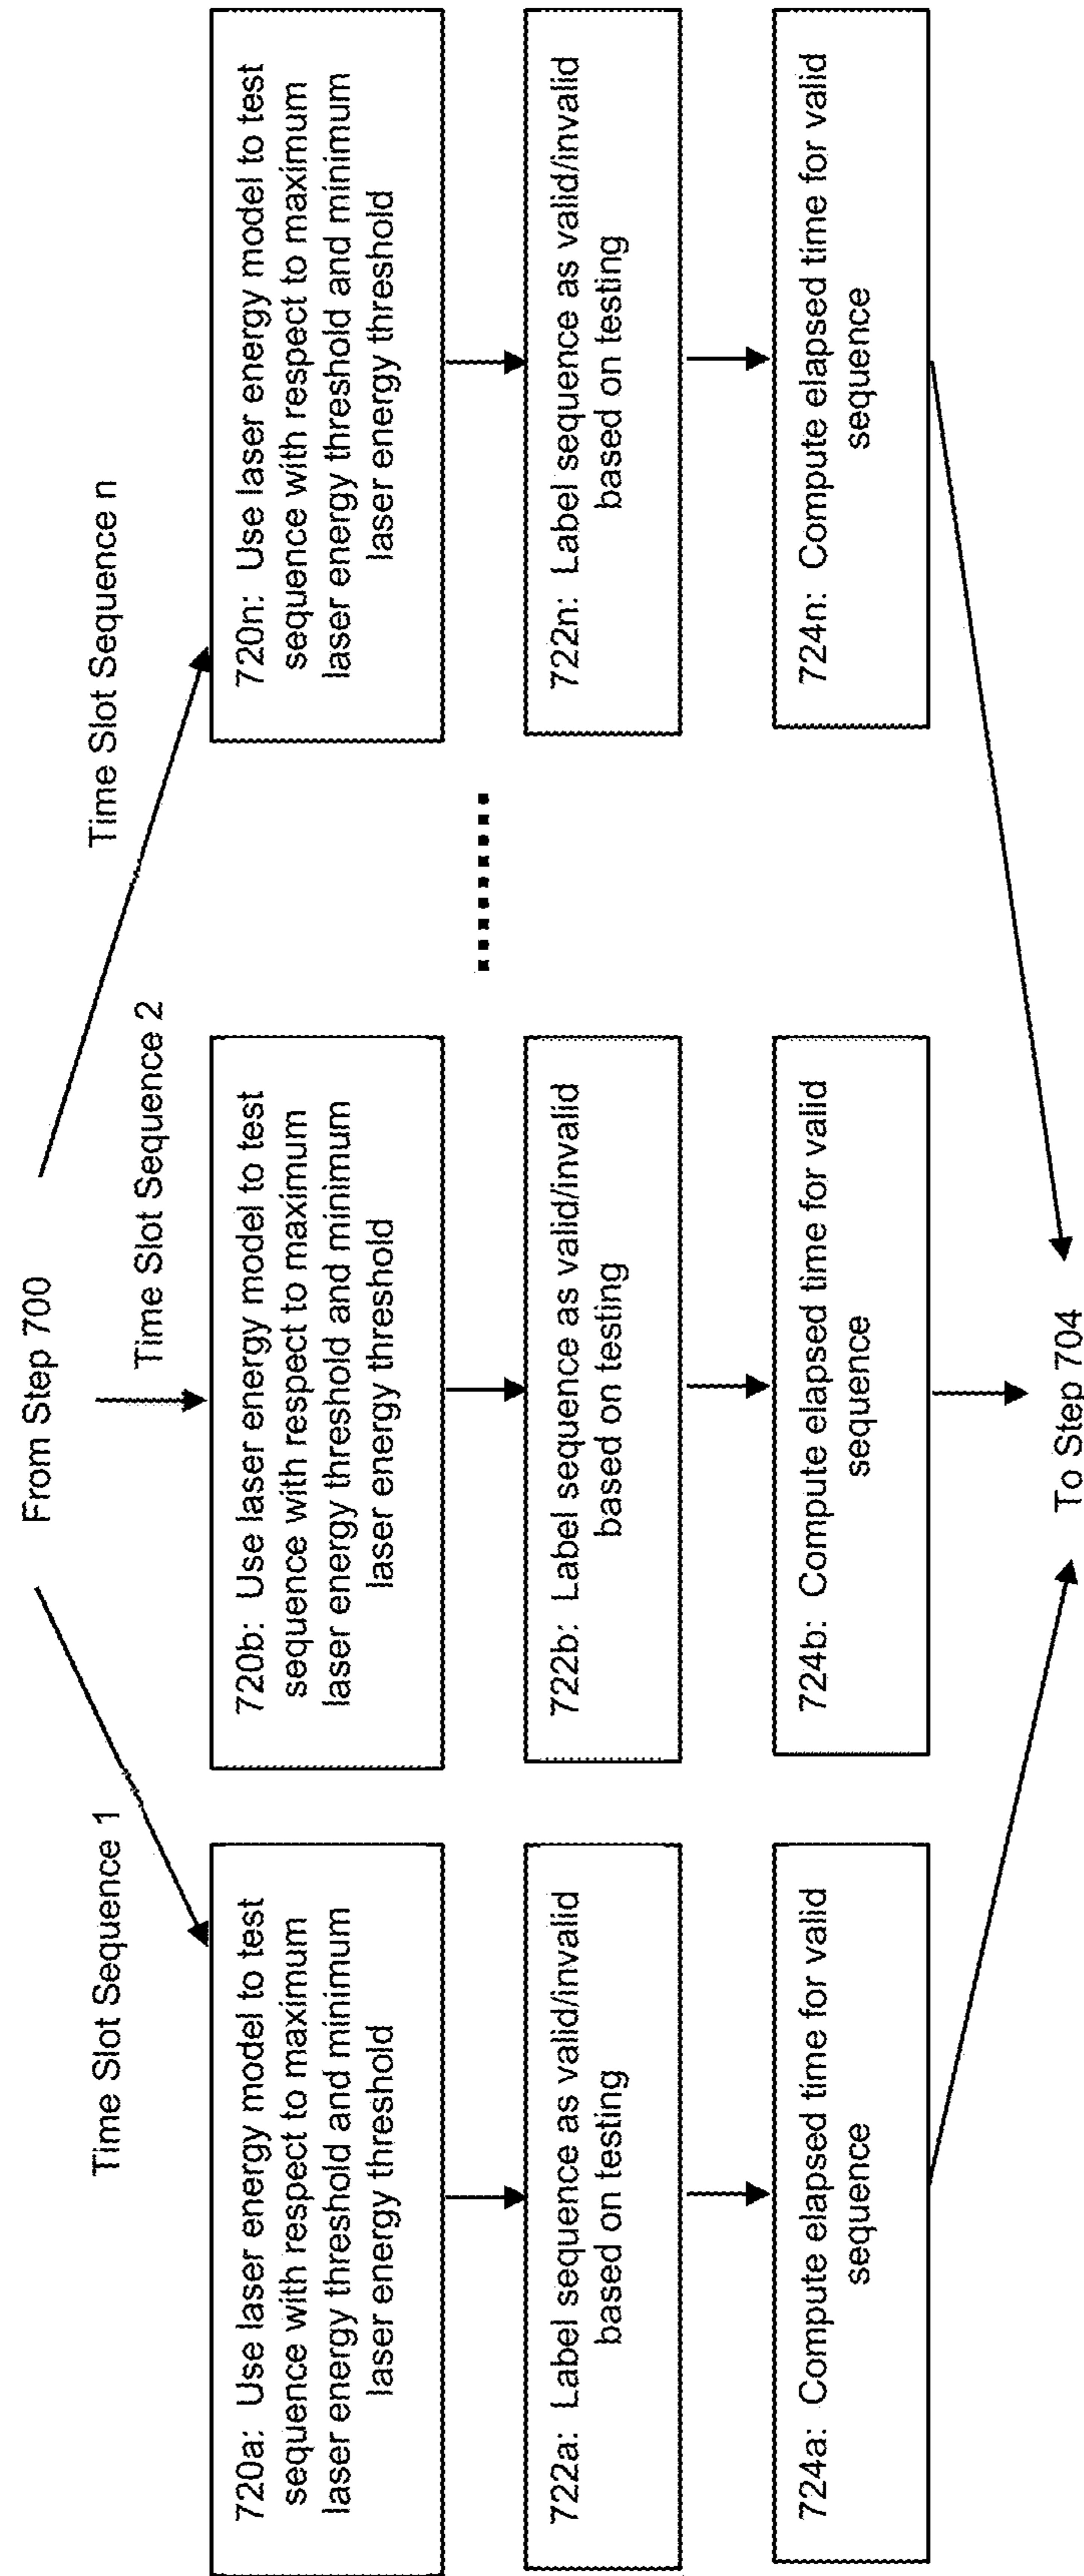 From Step 700
Time Slot Sequence 1
Time Slot Sequence 2
Time Slot Sequence n
720a: Use laser energy model to test
sequence with respect to maximum
laser energy threshold and minimum
laser energy threshold
722a: Label sequence as valid/invalid
based on testing
724a: Compute elapsed time for valid
sequence
720b: Use laser energy model to test
sequence with respect to maximum
laser energy threshold and minimum
laser energy threshold
722b: Label sequence as valid/invalid
based on testing
724b: Compute elapsed time for valid
sequence
720n: Use laser energy model to test
sequence with respect to maximum
laser energy threshold and minimum
laser energy threshold
722n: Label sequence as valid/invalid
based on testing
724n: Compute elapsed time for valid
sequence
To Step 704